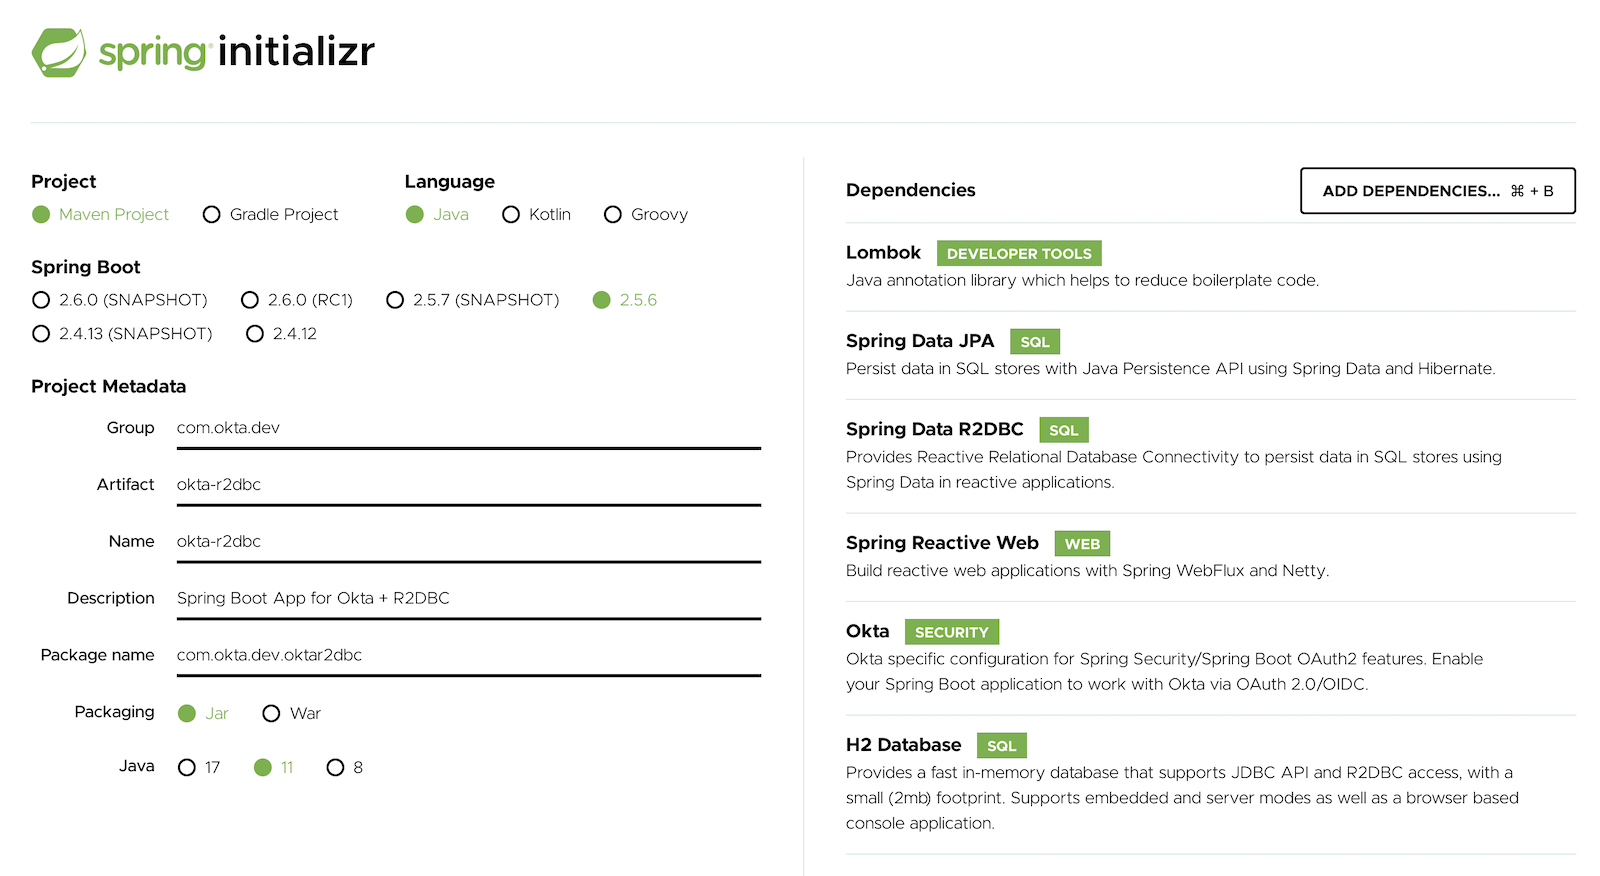 spring initializr
Project
Maven Project Gradle Project
Language
Java Kotlin Groovy
Spring Boot
2.6.0 (SNAPSHOT) 2.6.0 (RC1) 2.5.7 (SNAPSHOT) 2.5.6
2.4.13 (SNAPSHOT) 2.4.12
Project Metadata
Group com.okta.dev
Artifact okta-r2dbc
Name okta-r2dbc
Description Spring Boot App for Okta + R2DBC
Package name com.okta.dev.oktar2dbc
Packaging Jar War
Java 17 11 8
Dependencies ADD DEPENDENCIES... ⌘ + B
Lombok DEVELOPER TOOLS
Java annotation library which helps to reduce boilerplate code.
Spring Data JPA SQL
Persist data in SQL stores with Java Persistence API using Spring Data and Hibernate.
Spring Data R2DBC SQL
Provides Reactive Relational Database Connectivity to persist data in SQL stores using
Spring Data in reactive applications.
Spring Reactive Web WEB
Build reactive web applications with Spring WebFlux and Netty.
Okta SECURITY
Okta specific configuration for Spring Security/Spring Boot OAuth2 features. Enable
your Spring Boot application to work with Okta via OAuth 2.0/OIDC.
H2 Database SQL
Provides a fast in-memory database that supports JDBC API and R2DBC access, with a
small (2mb) footprint. Supports embedded and server modes as well as a browser based
console application.